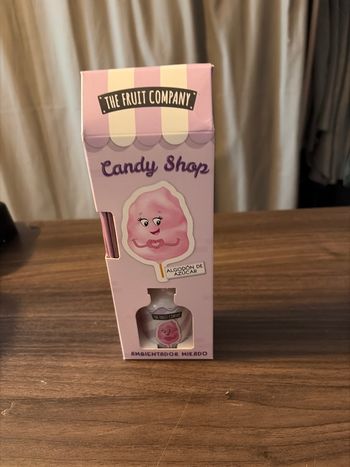 THE FRUIT COMPANY
Candy Shop
ALGODÓN DE
AZÚCAR
THE FRUIT COMPANY
AMBIENTADOR MIKADO